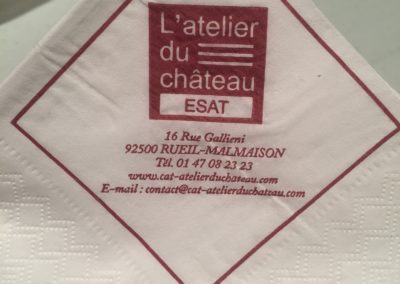 L'atelier
du
château
ESAT
16 Rue Gallieni
92500 RUEIL-MALMAISON
Tél. 01 47 08 23 23
www.cat-atelierduchateau.com
E-mail : contact@cat-atelierduchateau.com